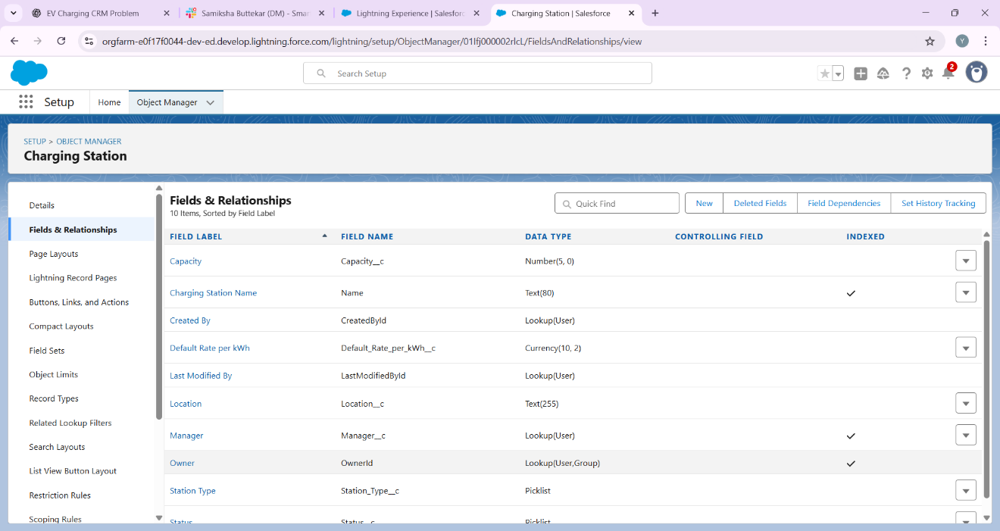 EV Charging CRM Problem
Samiksha Buttekar (DM) - Smar
Lightning Experience | Salesforc
Charging Station | Salesforce
orgfarm-e0f17f0044-dev-ed.develop.lightning.force.com/lightning/setup/ObjectManager/01Ifj000002rlcL/FieldsAndRelationships/view
Y
Search Setup
2
Setup Home Object Manager
SETUP > OBJECT MANAGER
Charging Station
Details
Fields & Relationships
Page Layouts
Lightning Record Pages
Buttons, Links, and Actions
Compact Layouts
Field Sets
Object Limits
Record Types
Related Lookup Filters
Search Layouts
List View Button Layout
Restriction Rules
Scoping Rules
Fields & Relationships
10 Items, Sorted by Field Label
Quick Find
New Deleted Fields Field Dependencies Set History Tracking
FIELD LABEL FIELD NAME DATA TYPE CONTROLLING FIELD INDEXED
Capacity Capacity__c Number(5, 0)
Charging Station Name Name Text(80)
Created By CreatedById Lookup(User)
Default Rate per kWh Default_Rate_per_kWh__c Currency(10, 2)
Last Modified By LastModifiedById Lookup(User)
Location Location__c Text(255)
Manager Manager__c Lookup(User)
Owner OwnerId Lookup(User,Group)
Station Type Station_Type__c Picklist
Status Status__c Picklist